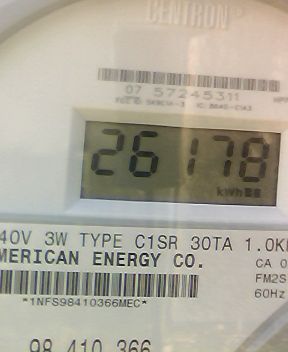 CENTRON
07 57245311
26178
kWh
40V 3W TYPE C1SR 30TA 1.0K
MERICAN ENERGY CO.
CA 0
FM2S
*1NFS98410366MEC*
60Hz
98 410 366